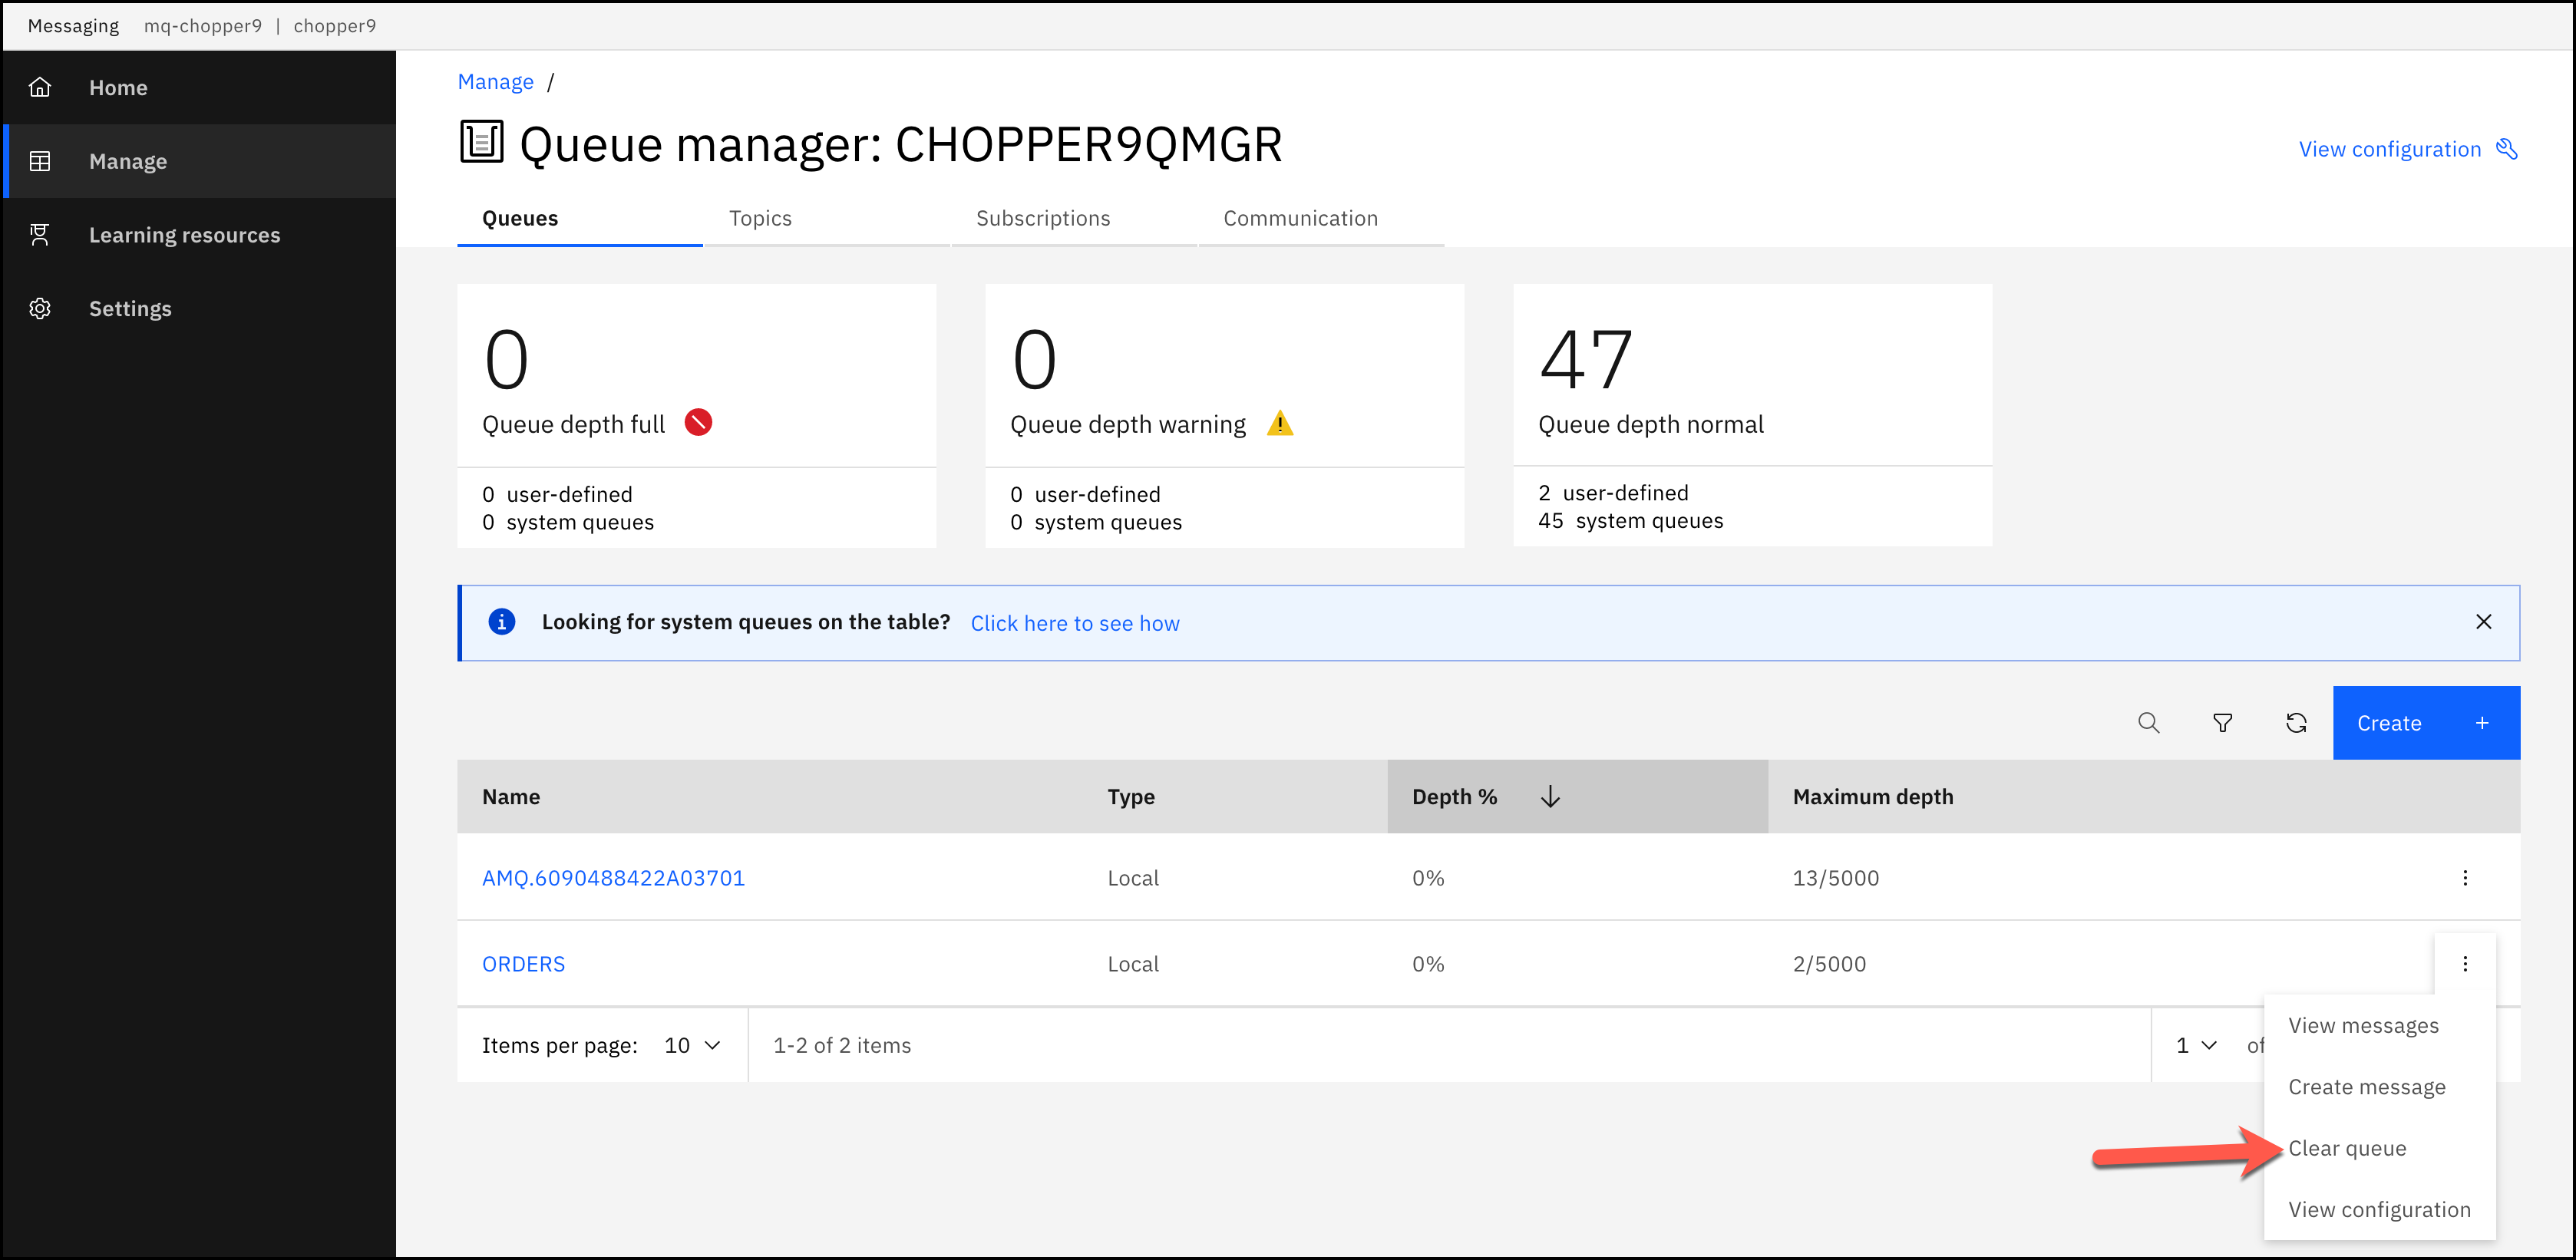 Messaging mq-chopper9 | chopper9
Home
Manage
Learning resources
Settings
Manage /
Queue manager: CHOPPER9QMGR
View configuration
Queues Topics Subscriptions Communication
0
Queue depth full
0 user-defined
0 system queues
0
Queue depth warning
0 user-defined
0 system queues
47
Queue depth normal
2 user-defined
45 system queues
Looking for system queues on the table? Click here to see how
Create +
Name Type Depth % Maximum depth
AMQ.6090488422A03701 Local 0% 13/5000
ORDERS Local 0% 2/5000
Items per page: 10 1-2 of 2 items 1 of
View messages
Create message
Clear queue
View configuration